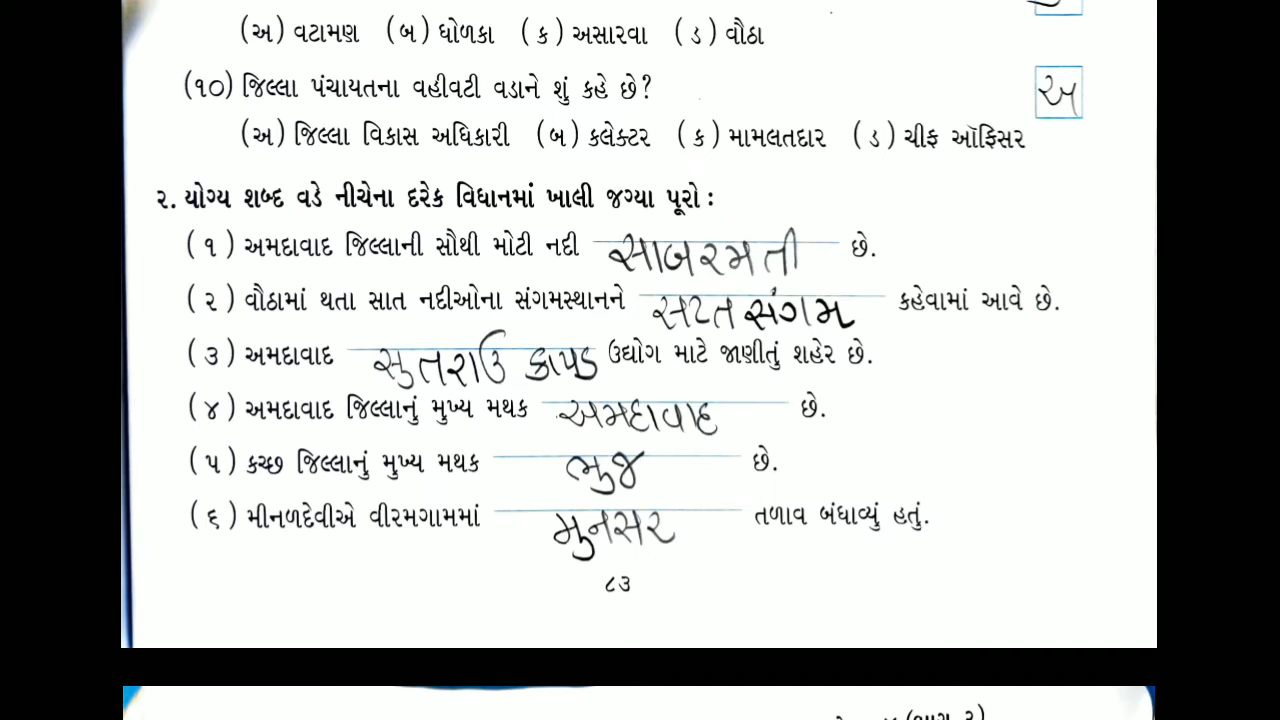 (અ) વટામણ (બ) ધોળકા (ક) અસારવા (ડ) વૌઠા
(૧૦) જિલ્લા પંચાયતના વહીવટી વડાને શું કહે છે? અ
(અ) જિલ્લા વિકાસ અધિકારી (બ) કલેક્ટર (ક) મામલતદાર (ડ) ચીફ ઑફિસર
૨. યોગ્ય શબ્દ વડે નીચેના દરેક વિધાનમાં ખાલી જગ્યા પૂરો :
(૧) અમદાવાદ જિલ્લાની સૌથી મોટી નદી સાબરમતી છે.
(૨) વૌઠામાં થતા સાત નદીઓના સંગમસ્થાનને સપ્તસંગમ કહેવામાં આવે છે.
(૩) અમદાવાદ સુતરાઉ કાપડ ઉદ્યોગ માટે જાણીતું શહેર છે.
(૪) અમદાવાદ જિલ્લાનું મુખ્ય મથક અમદાવાદ છે.
(૫) કચ્છ જિલ્લાનું મુખ્ય મથક ભુજ છે.
(૬) મીનળદેવીએ વીરમગામમાં મુનસર તળાવ બંધાવ્યું હતું.
૮૩
(ભાગ ૨)